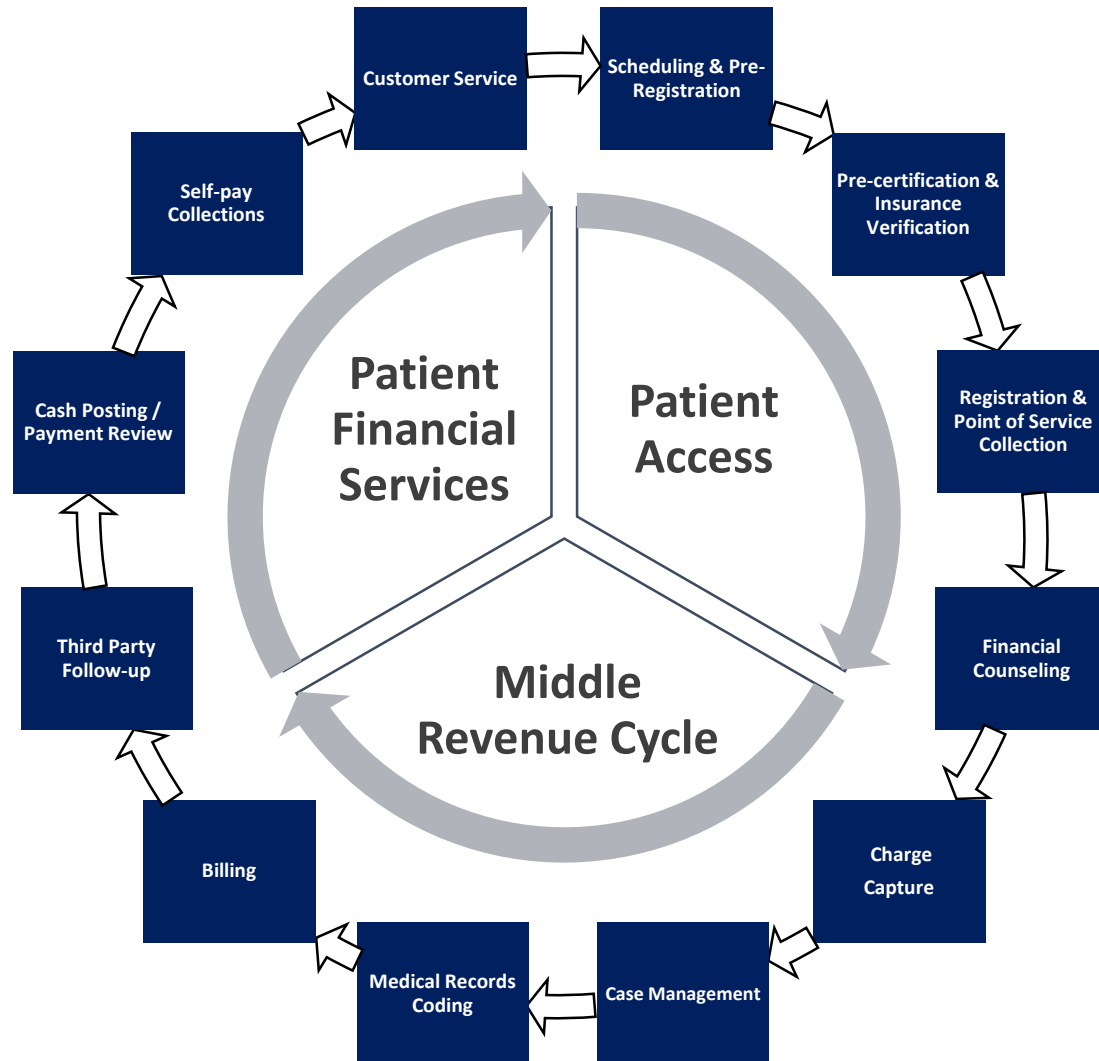 Customer Service
Scheduling & Pre-
Registration
Pre-certification &
Insurance
Verification
Registration &
Point of Service
Collection
Financial
Counseling
Charge
Capture
Case Management
Medical Records
Coding
Billing
Third Party
Follow-up
Cash Posting /
Payment Review
Self-pay
Collections
Patient
Financial
Services
Patient
Access
Middle
Revenue Cycle